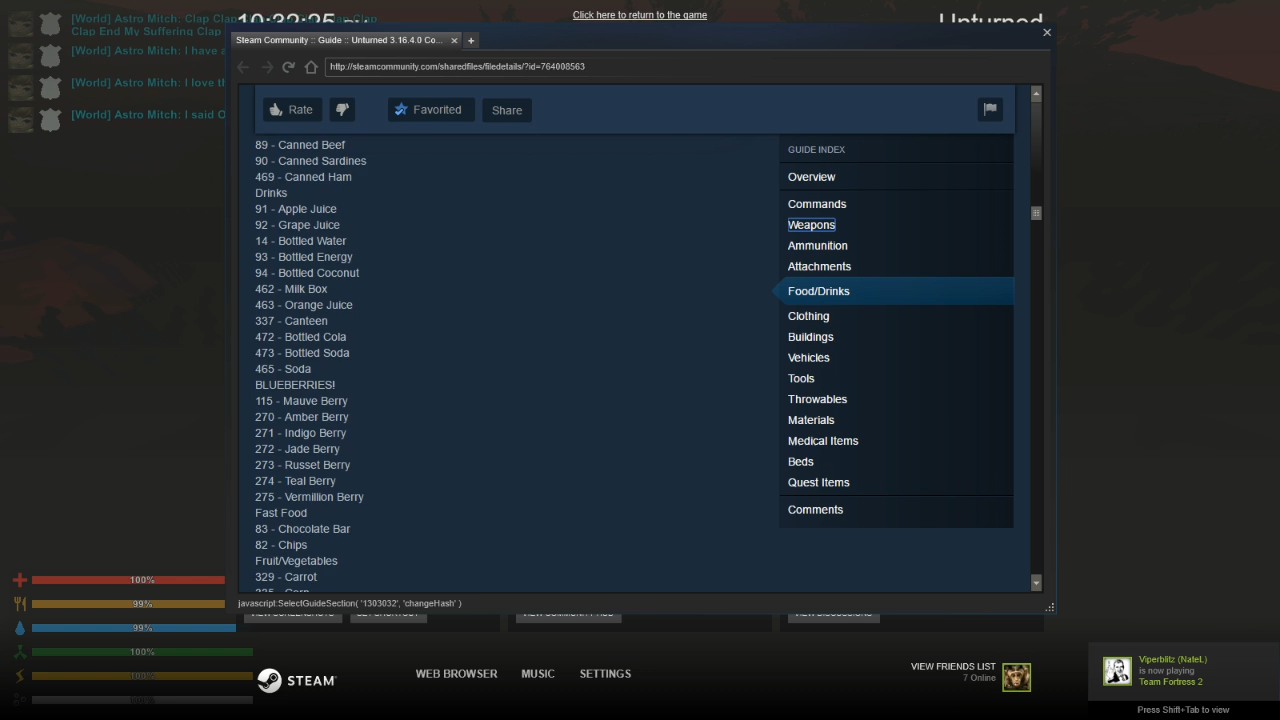 [World] Astro Mitch: Clap Clap
Clap End My Suffering Clap
[World] Astro Mitch: I have a
[World] Astro Mitch: I love th
[World] Astro Mitch: I said O
Click here to return to the game
Unturned
Steam Community :: Guide :: Unturned 3.16.4.0 Co...
http://steamcommunity.com/sharedfiles/filedetails/?id=764008563
Rate
Favorited
Share
89 - Canned Beef
90 - Canned Sardines
469 - Canned Ham
Drinks
91 - Apple Juice
92 - Grape Juice
14 - Bottled Water
93 - Bottled Energy
94 - Bottled Coconut
462 - Milk Box
463 - Orange Juice
337 - Canteen
472 - Bottled Cola
473 - Bottled Soda
465 - Soda
BLUEBERRIES!
115 - Mauve Berry
270 - Amber Berry
271 - Indigo Berry
272 - Jade Berry
273 - Russet Berry
274 - Teal Berry
275 - Vermillion Berry
Fast Food
83 - Chocolate Bar
82 - Chips
Fruit/Vegetables
329 - Carrot
GUIDE INDEX
Overview
Commands
Weapons
Ammunition
Attachments
Food/Drinks
Clothing
Buildings
Vehicles
Tools
Throwables
Materials
Medical Items
Beds
Quest Items
Comments
javascript:SelectGuideSection( '1303032', 'changeHash' )
100%
99%
99%
100%
100%
100%
STEAM
WEB BROWSER
MUSIC
SETTINGS
VIEW FRIENDS LIST
7 Online
Viperblitz (NateL)
is now playing
Team Fortress 2
Press Shift+Tab to view